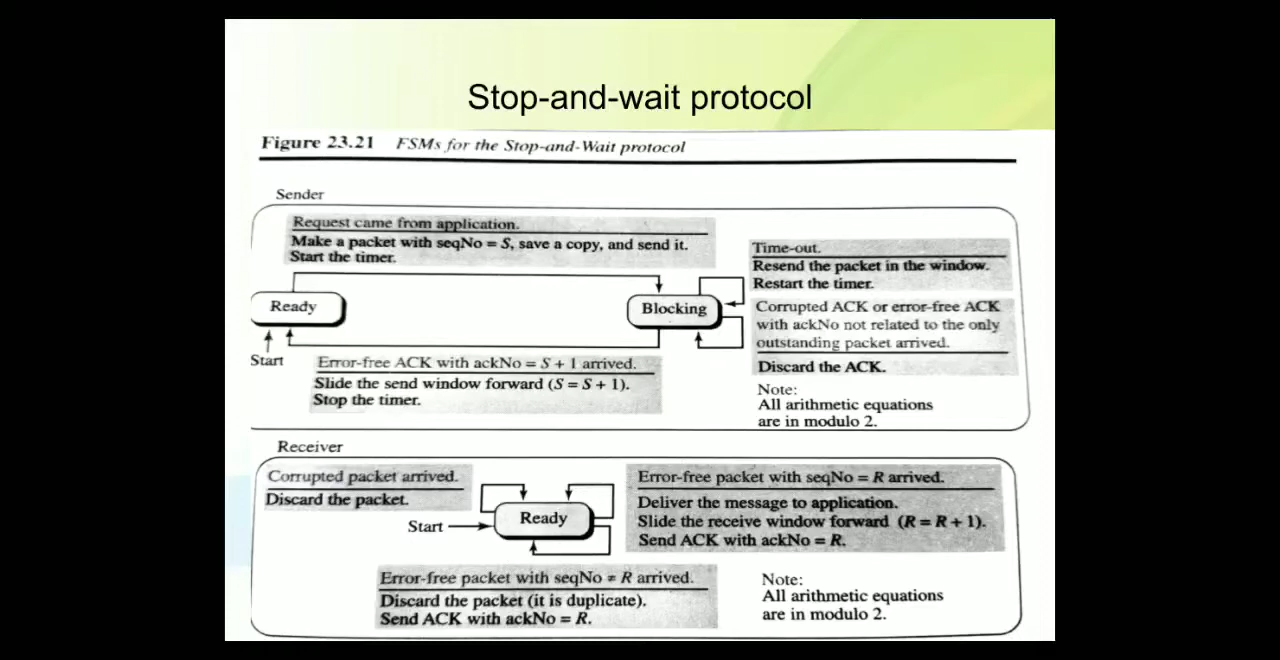 Stop-and-wait protocol
Figure 23.21 FSMs for the Stop-and-Wait protocol
Sender
Request came from application.
Make a packet with seqNo = S, save a copy, and send it.
Start the timer.
Time-out.
Resend the packet in the window.
Restart the timer.
Ready
Blocking
Corrupted ACK or error-free ACK
with ackNo not related to the only
outstanding packet arrived.
Discard the ACK.
Start
Error-free ACK with ackNo = S + 1 arrived.
Slide the send window forward (S = S + 1).
Stop the timer.
Note:
All arithmetic equations
are in modulo 2.
Receiver
Corrupted packet arrived.
Discard the packet.
Start
Ready
Error-free packet with seqNo = R arrived.
Deliver the message to application.
Slide the receive window forward (R = R + 1).
Send ACK with ackNo = R.
Error-free packet with seqNo ≠ R arrived.
Discard the packet (it is duplicate).
Send ACK with ackNo = R.
Note:
All arithmetic equations
are in modulo 2.